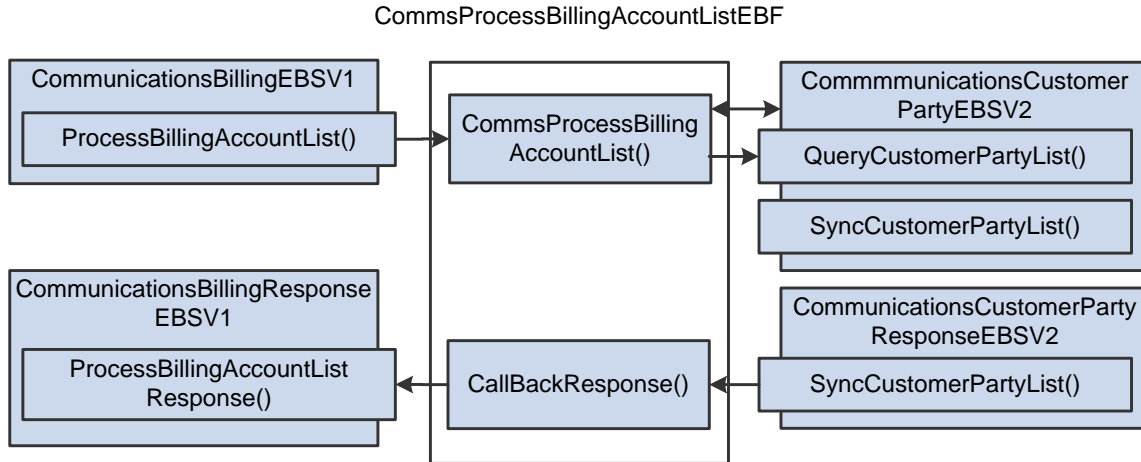 CommsProcessBillingAccountListEBF
CommunicationsBillingEBSV1
ProcessBillingAccountList()
CommsProcessBilling
AccountList()
CommmmunicationsCustomer
PartyEBSV2
QueryCustomerPartyList()
SyncCustomerPartyList()
CommunicationsBillingResponse
EBSV1
ProcessBillingAccountList
Response()
CallBackResponse()
CommunicationsCustomerParty
ResponseEBSV2
SyncCustomerPartyList()